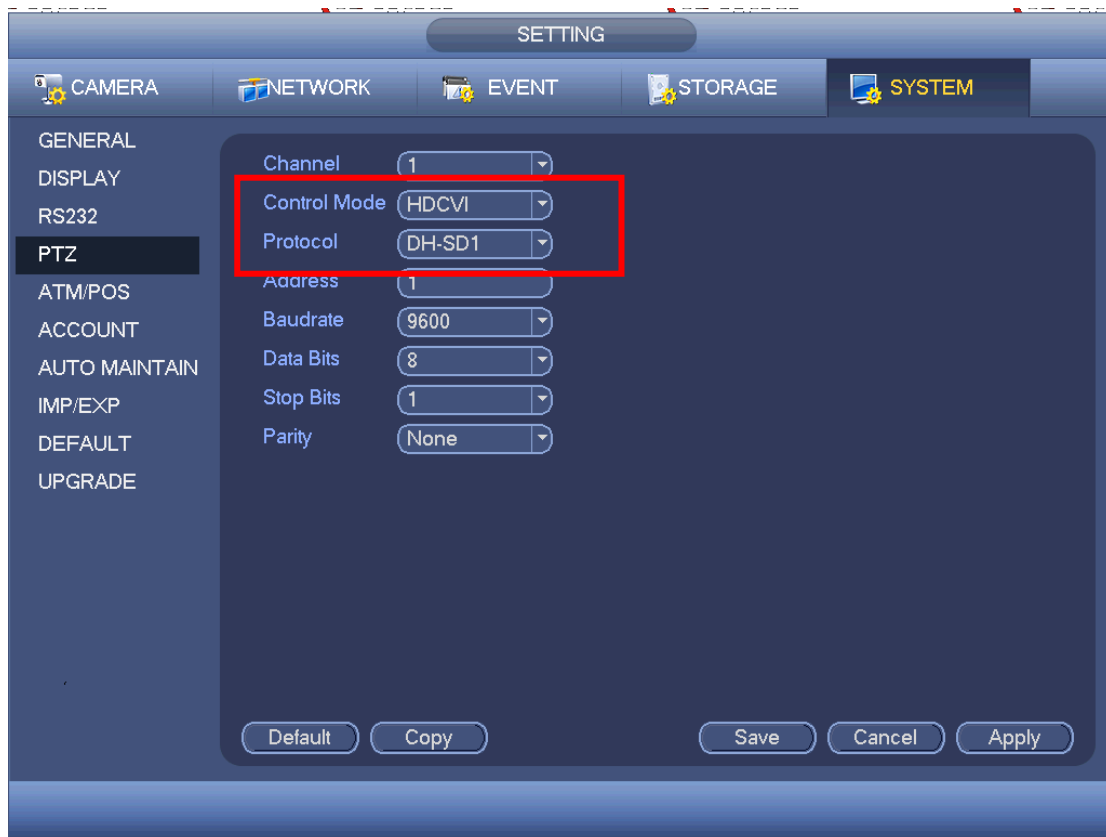 SETTING
CAMERA NETWORK EVENT STORAGE SYSTEM
GENERAL
DISPLAY
RS232
PTZ
ATM/POS
ACCOUNT
AUTO MAINTAIN
IMP/EXP
DEFAULT
UPGRADE
Channel 1
Control Mode HDCVI
Protocol DH-SD1
Address 1
Baudrate 9600
Data Bits 8
Stop Bits 1
Parity None
Default Copy Save Cancel Apply